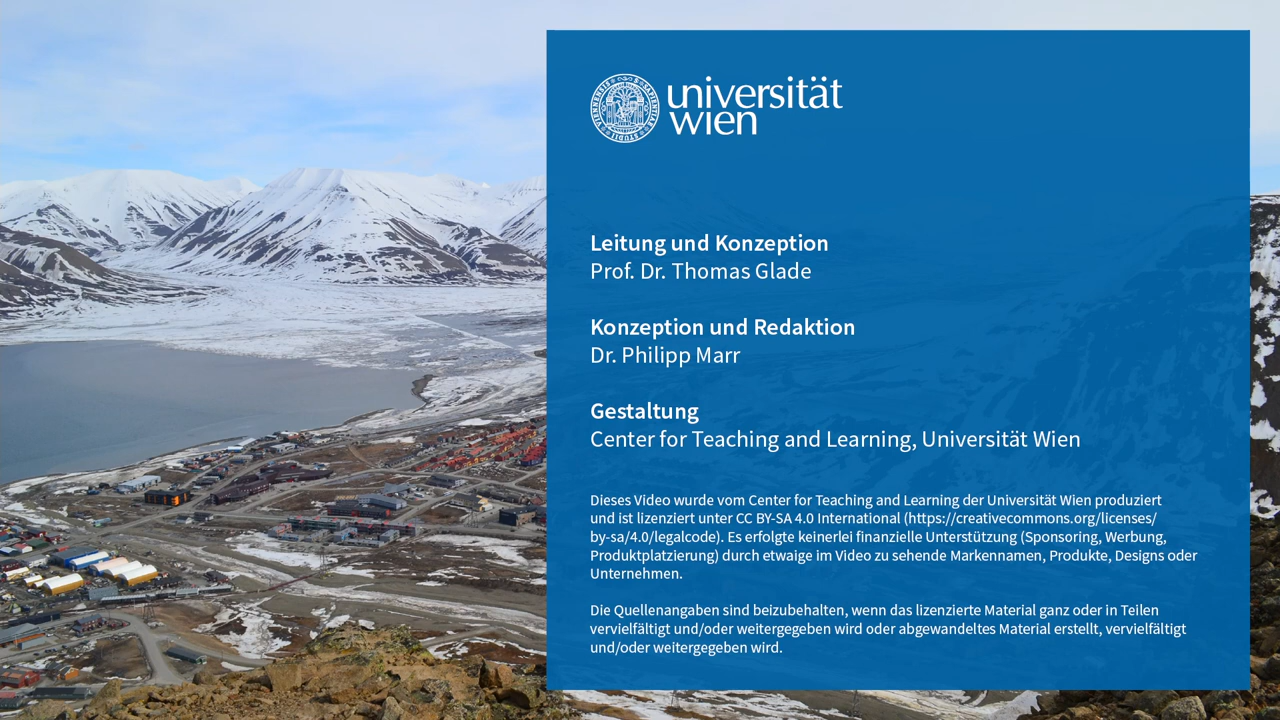 universität
wien
Leitung und Konzeption
Prof. Dr. Thomas Glade
Konzeption und Redaktion
Dr. Philipp Marr
Gestaltung
Center for Teaching and Learning, Universität Wien
Dieses Video wurde vom Center for Teaching and Learning der Universität Wien produziert
und ist lizenziert unter CC BY-SA 4.0 International (https://creativecommons.org/licenses/
by-sa/4.0/legalcode). Es erfolgte keinerlei finanzielle Unterstützung (Sponsoring, Werbung,
Produktplatzierung) durch etwaige im Video zu sehende Markennamen, Produkte, Designs oder
Unternehmen.
Die Quellenangaben sind beizubehalten, wenn das lizenzierte Material ganz oder in Teilen
vervielfältigt und/oder weitergegeben wird oder abgewandeltes Material erstellt, vervielfältigt
und/oder weitergegeben wird.